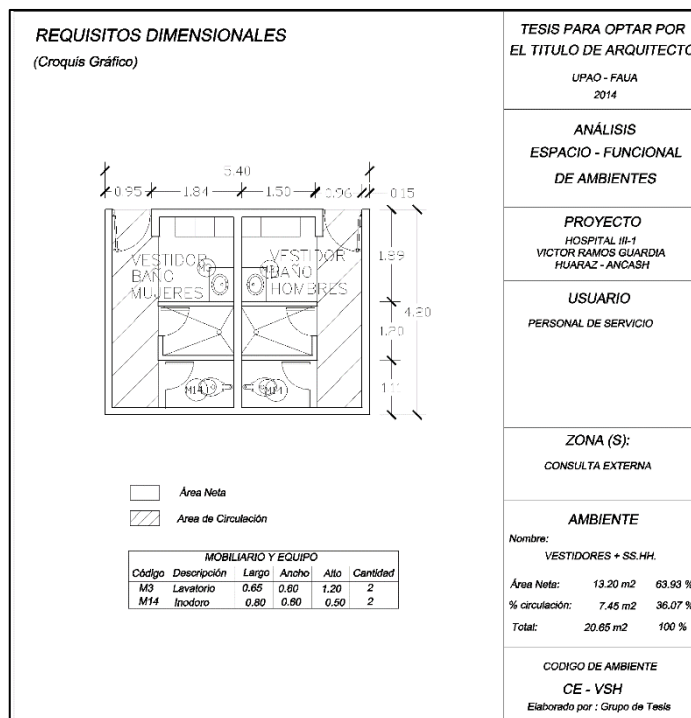 REQUISITOS DIMENSIONALES
(Croquis Gráfico)
5.40
0.95 1.84 1.50 0.96 0.15
VESTIDOR
BAÑO
MUJERES
VESTIDOR
BAÑO
HOMBRES
1.89
4.20
1.20
M14
M14
Área Neta
Area de Circulación
MOBILIARIO Y EQUIPO
Código Descripción Largo Ancho Alto Cantidad
M3 Lavatorio 0.65 0.60 1.20 2
M14 Inodoro 0.80 0.60 0.50 2
TESIS PARA OPTAR POR
EL TITULO DE ARQUITECTO
UPAO - FAUA
2014
ANÁLISIS
ESPACIO - FUNCIONAL
DE AMBIENTES
PROYECTO
HOSPITAL III-1
VICTOR RAMOS GUARDIA
HUARAZ - ANCASH
USUARIO
PERSONAL DE SERVICIO
ZONA (S):
CONSULTA EXTERNA
AMBIENTE
Nombre:
VESTIDORES + SS.HH.
Área Neta: 13.20 m2 63.93 %
% circulación: 7.45 m2 36.07 %
Total: 20.65 m2 100 %
CODIGO DE AMBIENTE
CE - VSH
Elaborado por : Grupo de Tesis